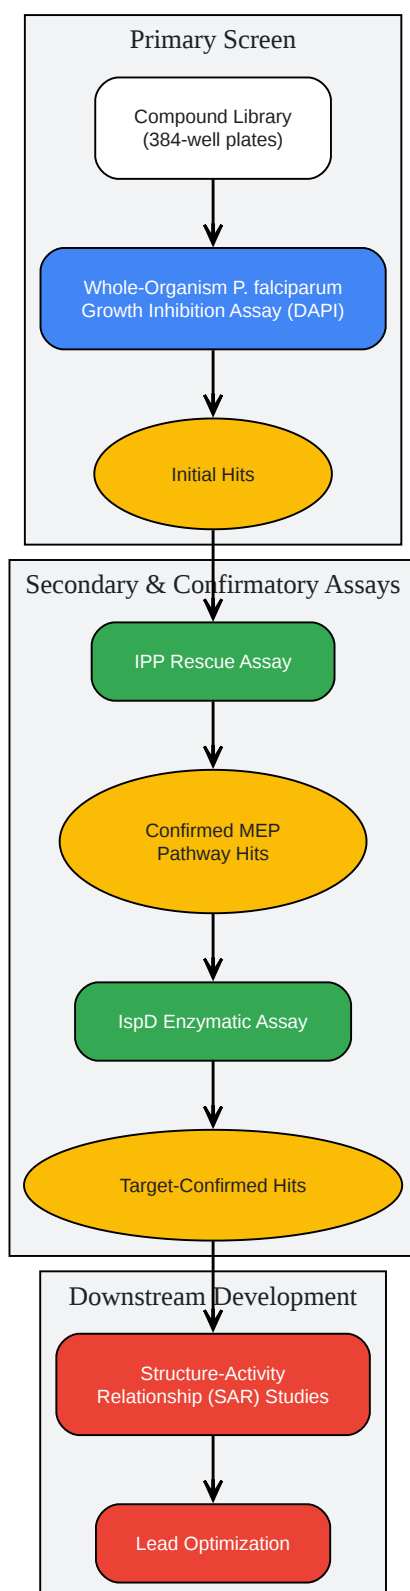 Primary Screen
Compound Library
(384-well plates)
Whole-Organism P. falciparum
Growth Inhibition Assay (DAPI)
Initial Hits
Secondary & Confirmatory Assays
IPP Rescue Assay
Confirmed MEP
Pathway Hits
IspD Enzymatic Assay
Target-Confirmed Hits
Downstream Development
Structure-Activity
Relationship (SAR) Studies
Lead Optimization